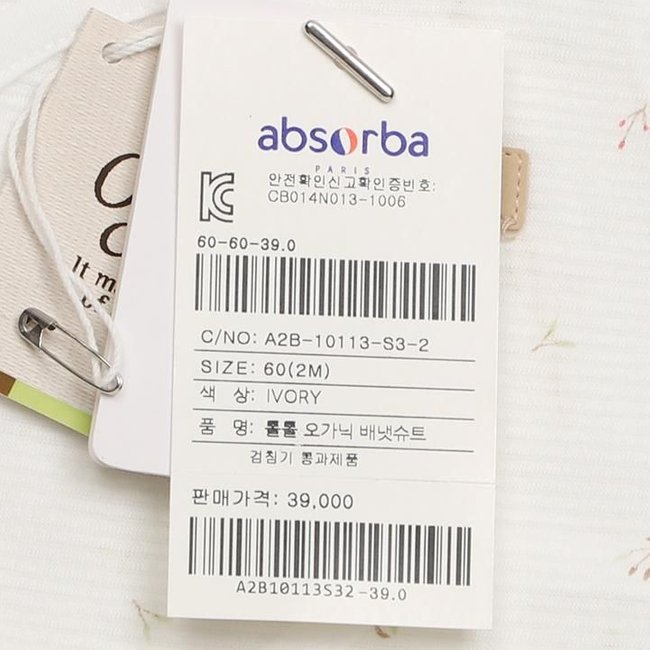 absorba
PARIS
안전확인신고확인증번호:
CB014N013-1006
60-60-39.0
C/NO: A2B-10113-S3-2
SIZE: 60(2M)
색 상: IVORY
품 명: 롤롤 오가닉 배냇슈트
검침기 통과제품
판매가격: 39,000
A2B10113S32-39.0